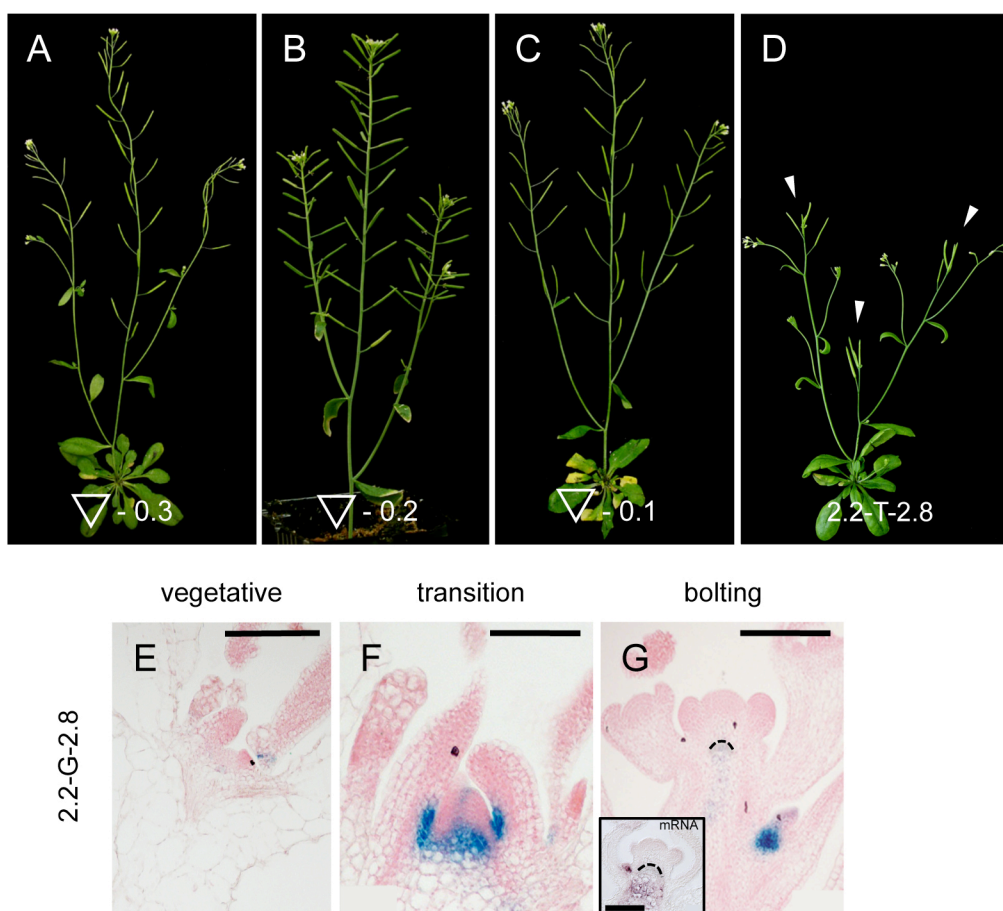 A
B
C
D
▽ - 0.3
▽ - 0.2
▽ - 0.1
2.2-T-2.8
vegetative
transition
bolting
2.2-G-2.8
E
F
G
mRNA